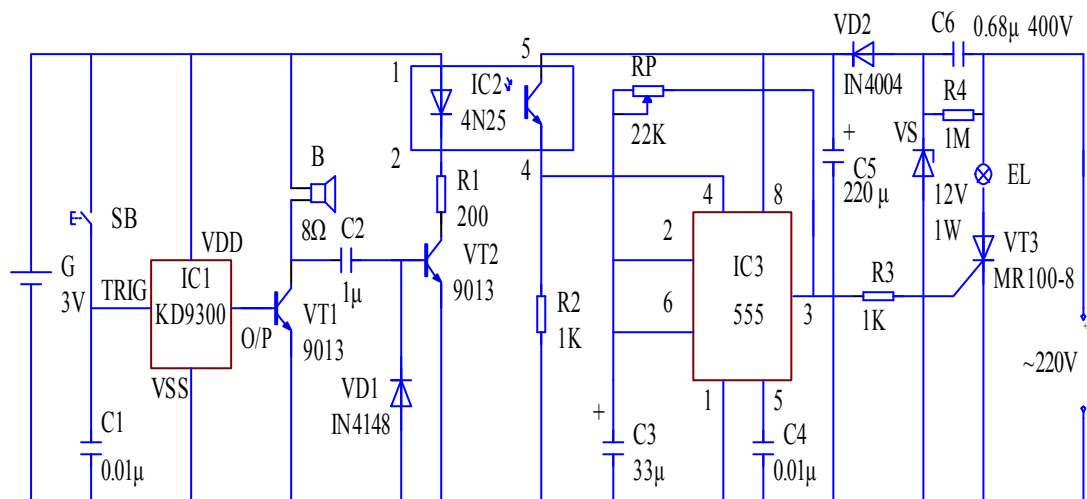 VD2
C6
0.68μ 400V
5
1
IC2
RP
IN4004
R4
4N25
22K
+
VS
1M
B
2
4
C5
EL
R1
220 μ
12V
SB
200
4
8
8Ω
C2
2
1W
VDD
VT2
VT3
G
IC1
IC3
R3
MR100-8
TRIG
1μ
9013
3V
KD9300
VT1
6
R2
555
3
O/P
1K
1K
9013
~220V
VSS
VD1
1
5
IN4148
+
C1
C3
C4
0.01μ
33μ
0.01μ